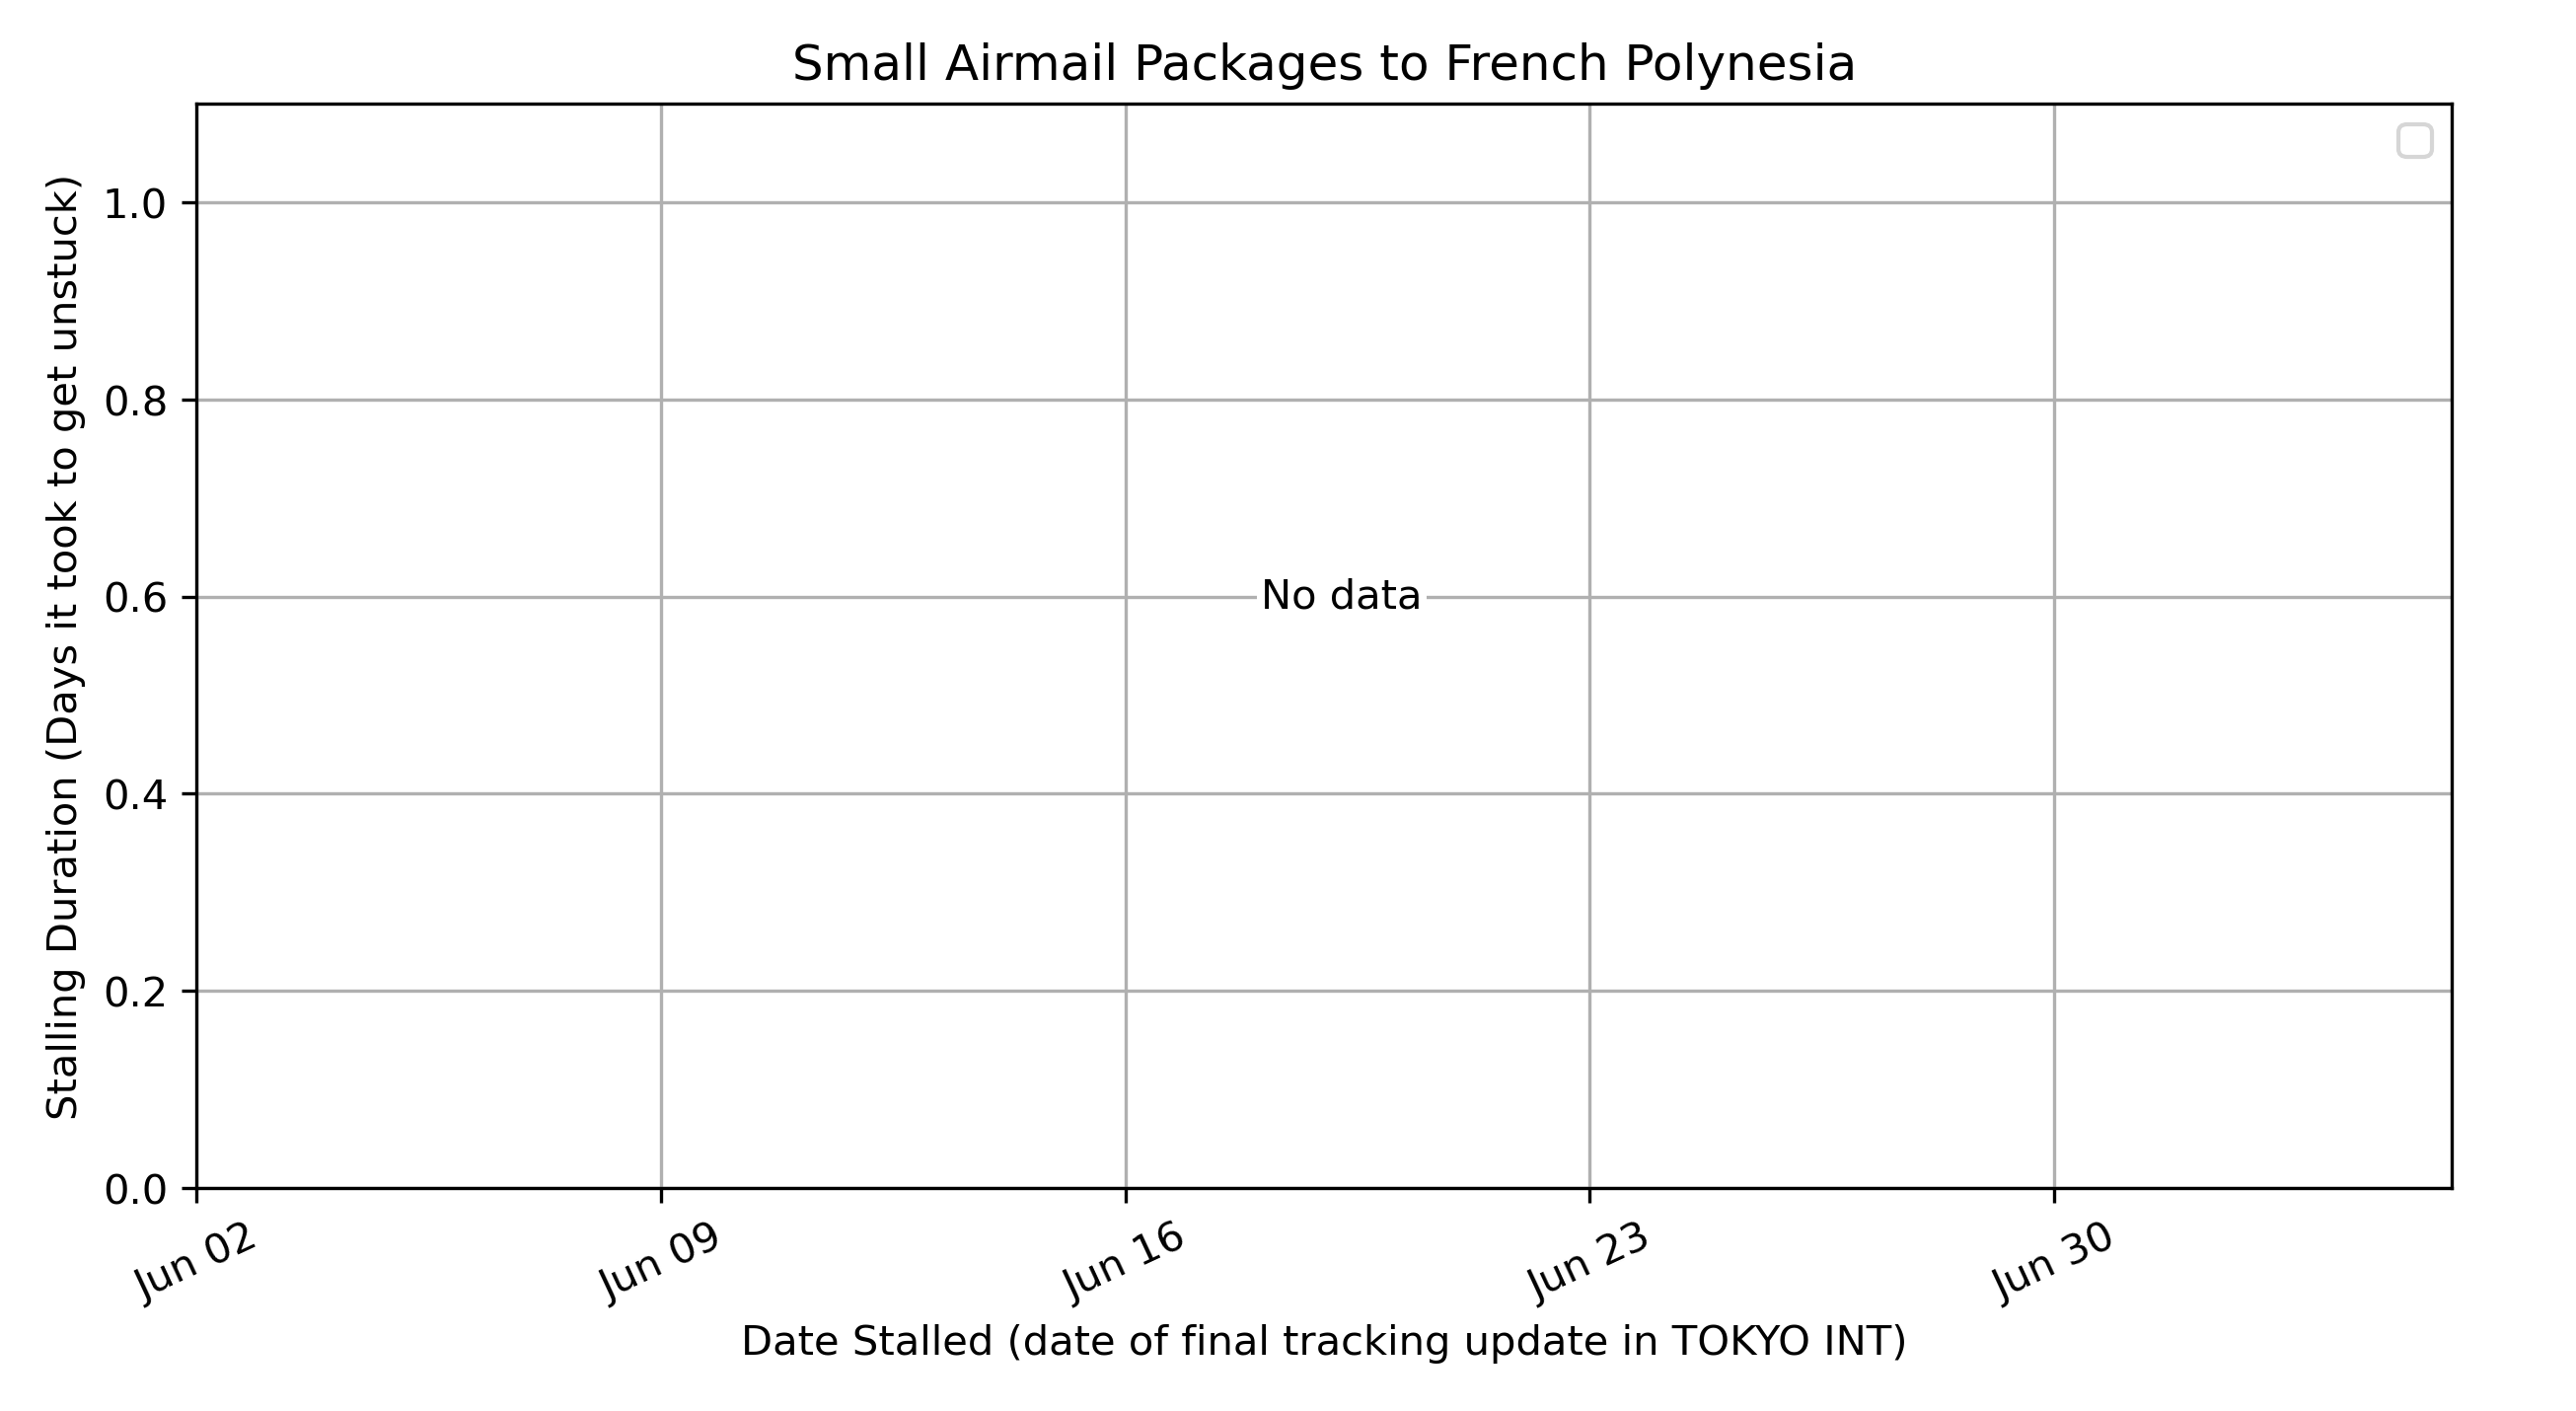 Small Airmail Packages to French Polynesia
Stalling Duration (Days it took to get unstuck)
1.0
0.8
0.6
0.4
0.2
0.0
No data
Jun 02
Jun 09
Jun 16
Jun 23
Jun 30
Date Stalled (date of final tracking update in TOKYO INT)